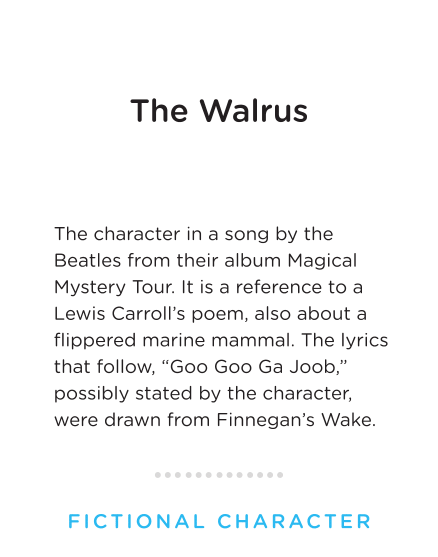 The Walrus
The character in a song by the
Beatles from their album Magical
Mystery Tour. It is a reference to a
Lewis Carroll’s poem, also about a
flippered marine mammal. The lyrics
that follow, “Goo Goo Ga Joob,”
possibly stated by the character,
were drawn from Finnegan’s Wake.
FICTIONAL CHARACTER